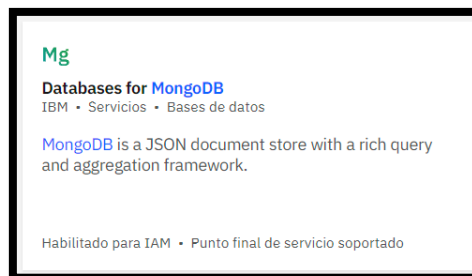 Mg
Databases for MongoDB
IBM • Servicios • Bases de datos
MongoDB is a JSON document store with a rich query
and aggregation framework.
Habilitado para IAM • Punto final de servicio soportado